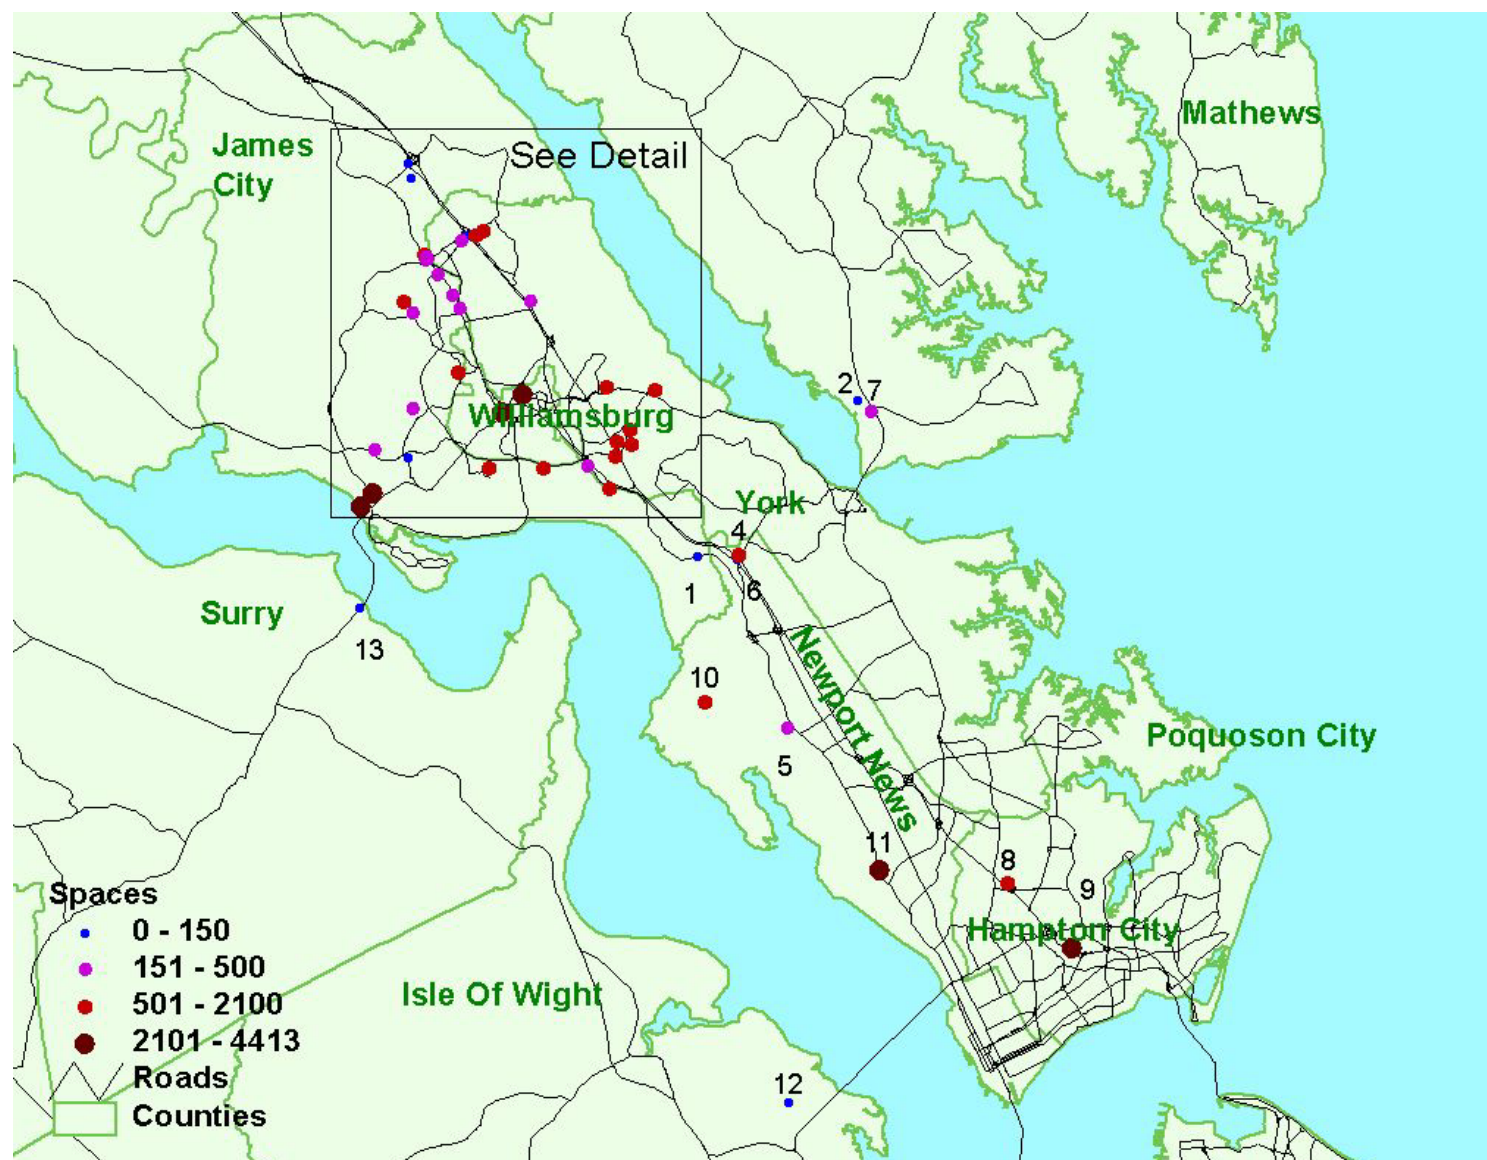 Mathews
James
City
See Detail
2
7
Williamsburg
York
4
1
6
Surry
13
10
Newport News
5
Poquoson City
11
8
9
Hampton City
Spaces
0 - 150
151 - 500
501 - 2100
2101 - 4413
Roads
Counties
Isle Of Wight
12